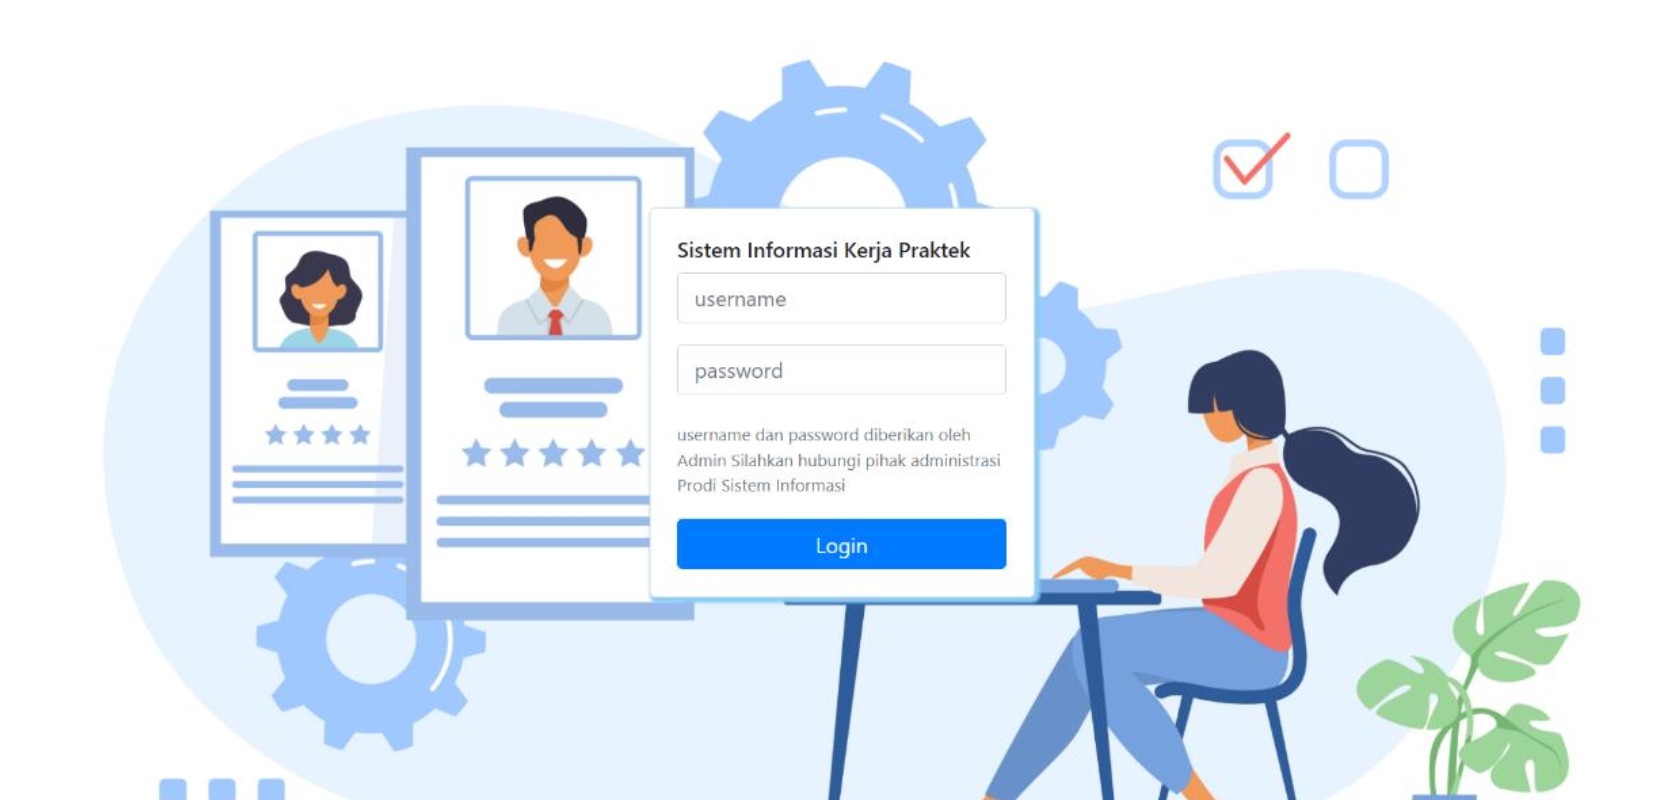 Sistem Informasi Kerja Praktek
username
password
username dan password diberikan oleh
Admin Silahkan hubungi pihak administrasi
Prodi Sistem Informasi
Login